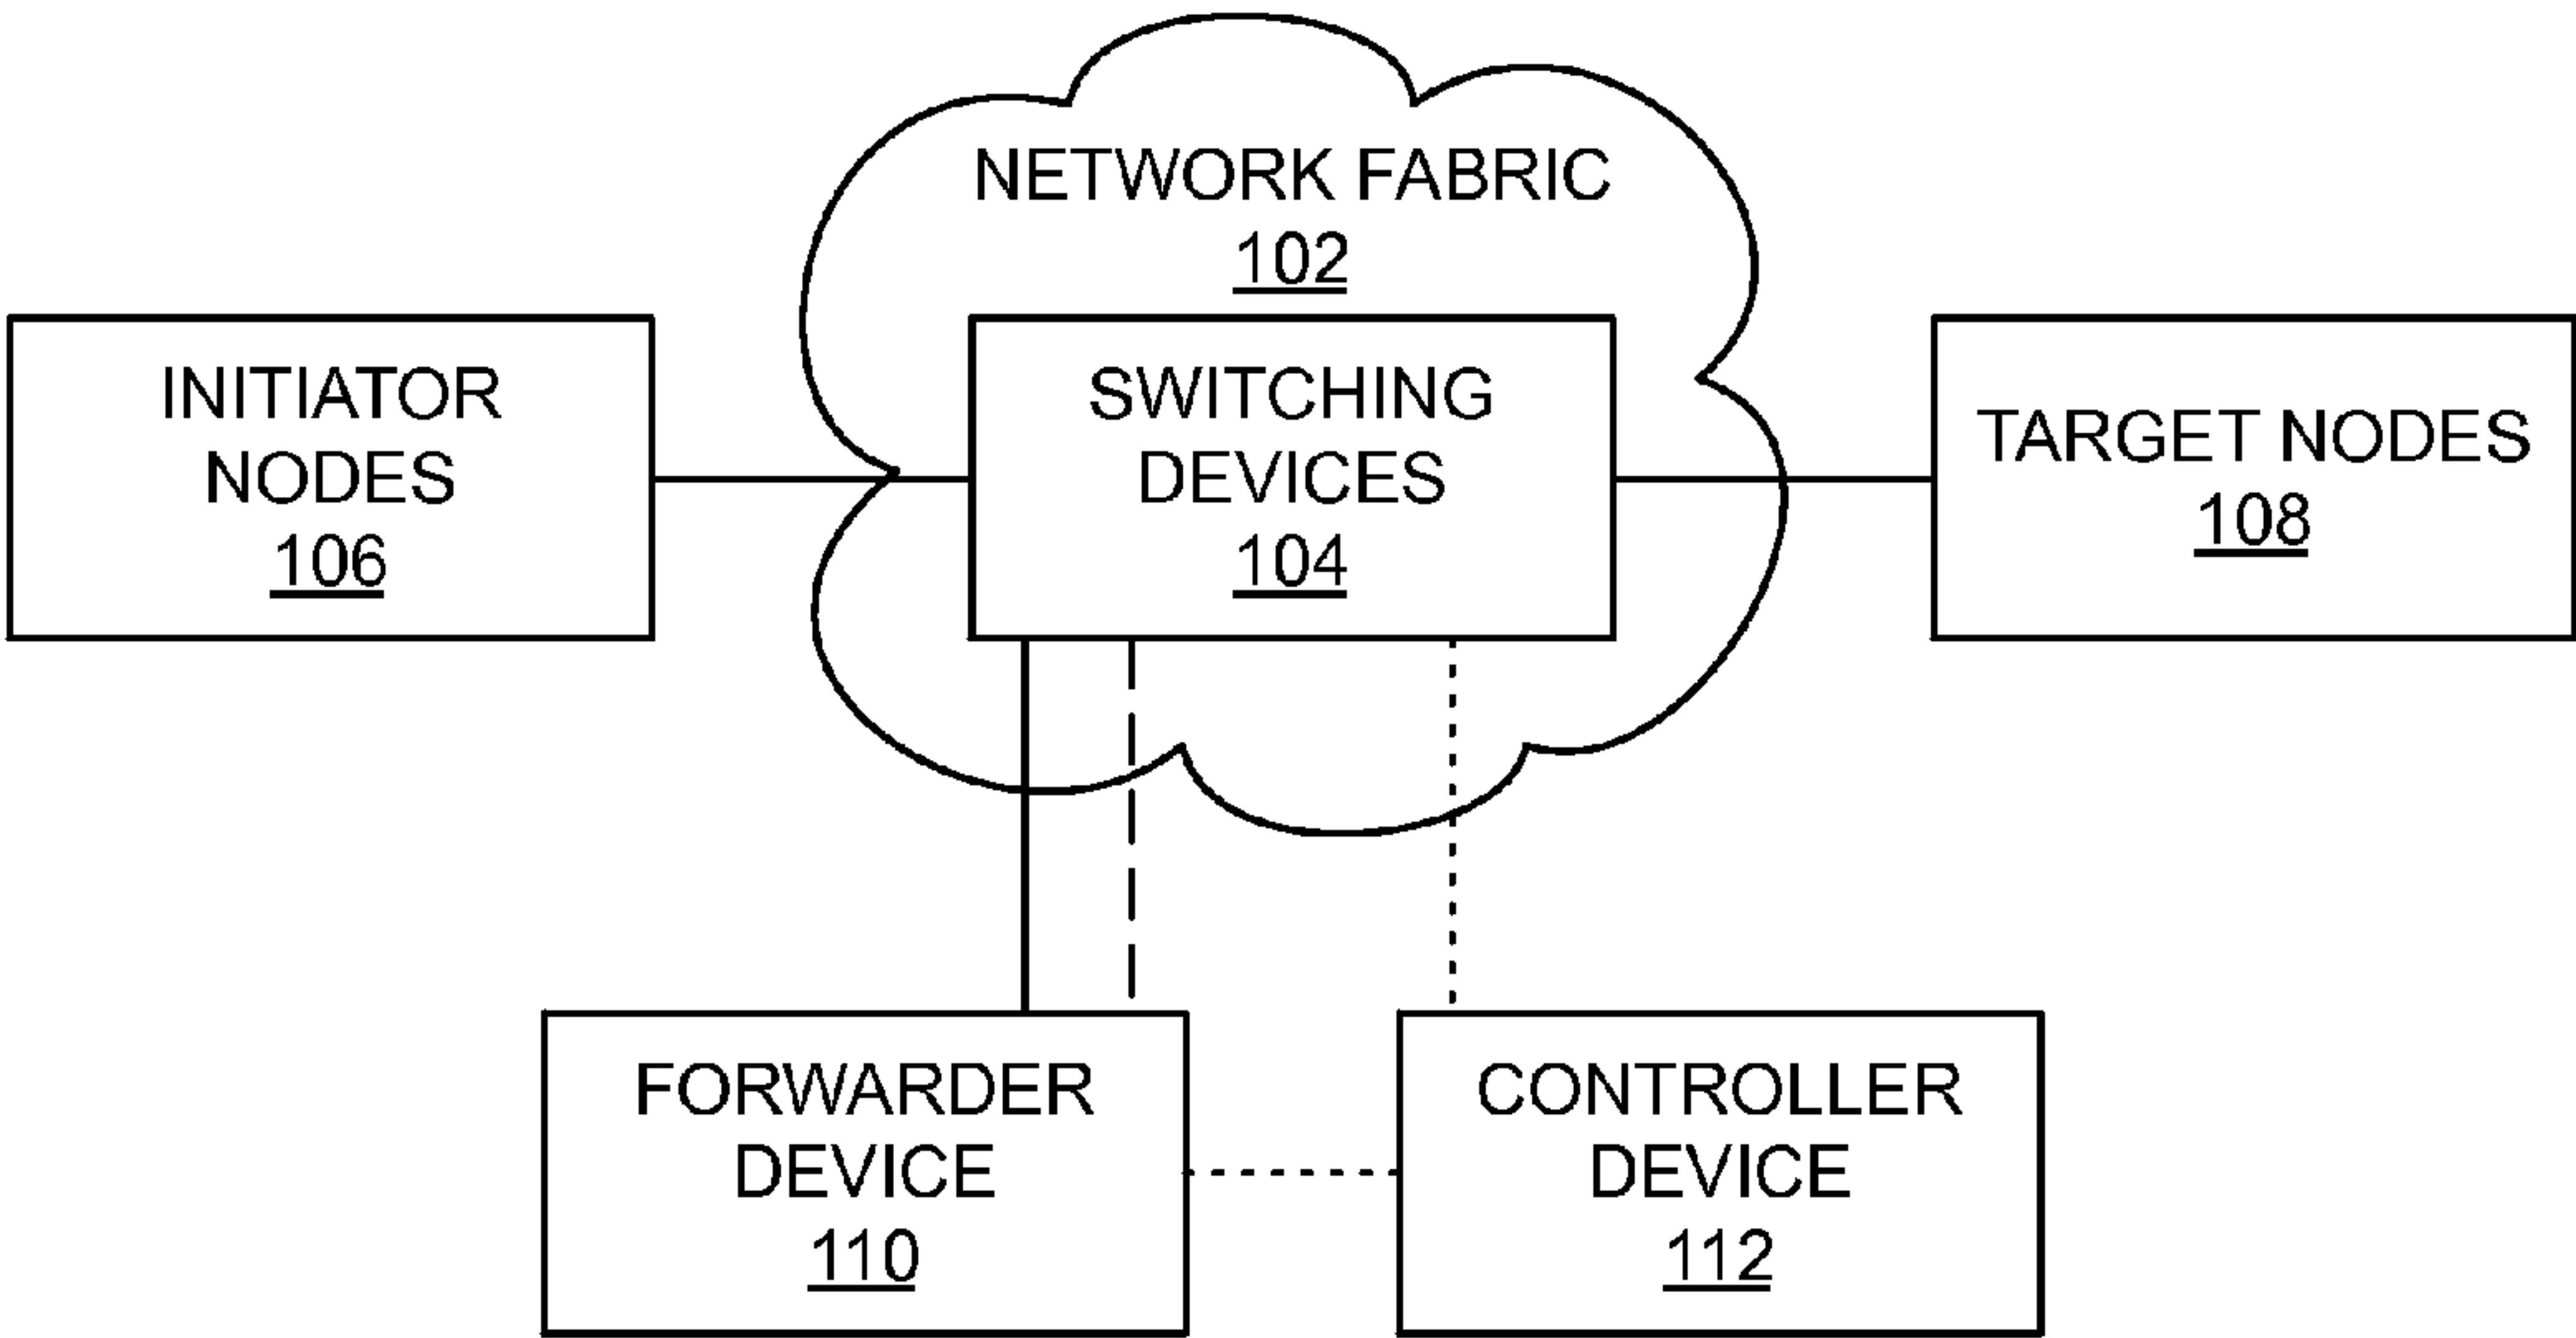 NETWORK FABRIC
102
INITIATOR
NODES
106
SWITCHING
DEVICES
104
TARGET NODES
108
FORWARDER
DEVICE
110
CONTROLLER
DEVICE
112